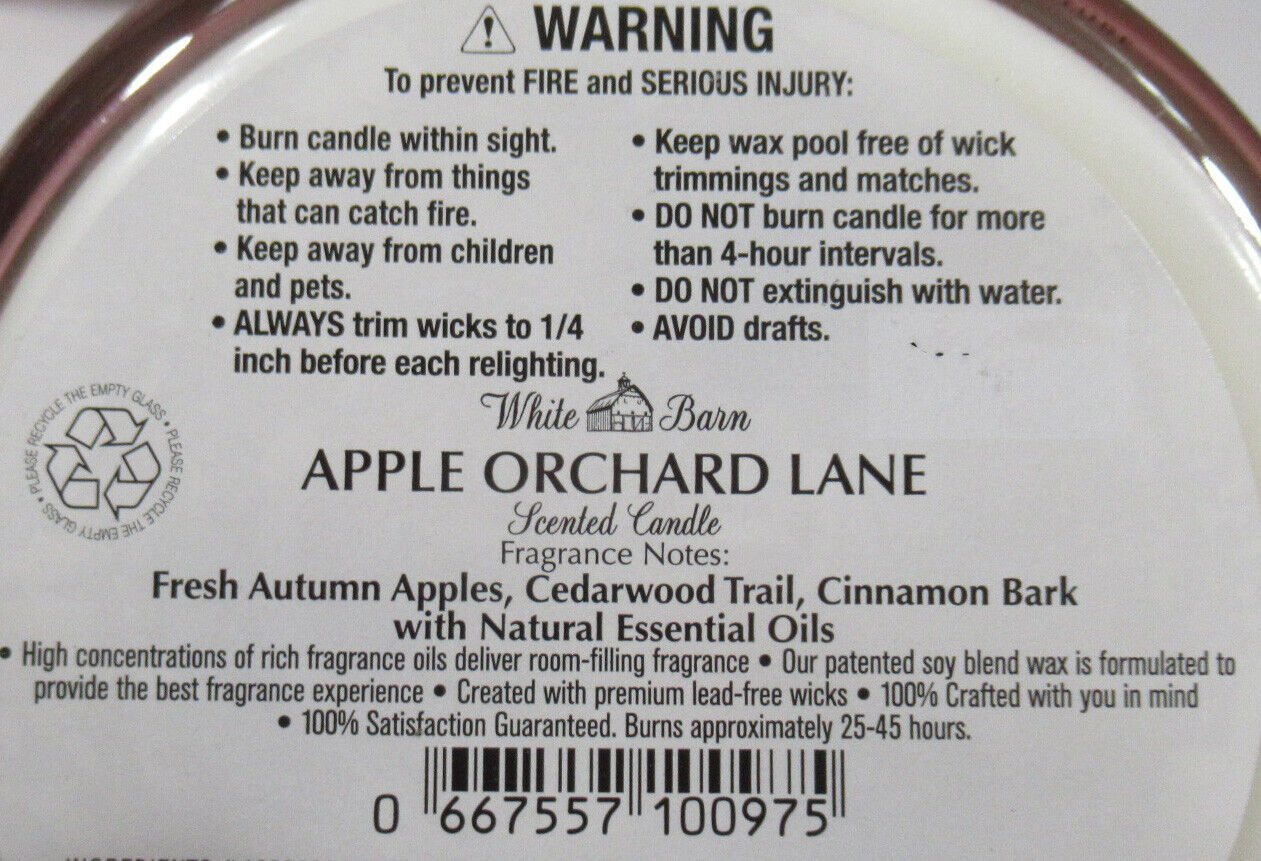 WARNING
To prevent FIRE and SERIOUS INJURY:
• Burn candle within sight.
• Keep away from things
that can catch fire.
• Keep away from children
and pets.
• ALWAYS trim wicks to 1/4
inch before each relighting.
• Keep wax pool free of wick
trimmings and matches.
• DO NOT burn candle for more
than 4-hour intervals.
• DO NOT extinguish with water.
• AVOID drafts.
PLEASE RECYCLE THE EMPTY GLASS • PLEASE RECYCLE THE EMPTY GLASS •
White Barn
APPLE ORCHARD LANE
Scented Candle
Fragrance Notes:
Fresh Autumn Apples, Cedarwood Trail, Cinnamon Bark
with Natural Essential Oils
• High concentrations of rich fragrance oils deliver room-filling fragrance • Our patented soy blend wax is formulated to
provide the best fragrance experience • Created with premium lead-free wicks • 100% Crafted with you in mind
• 100% Satisfaction Guaranteed. Burns approximately 25-45 hours.
0 667557 100975